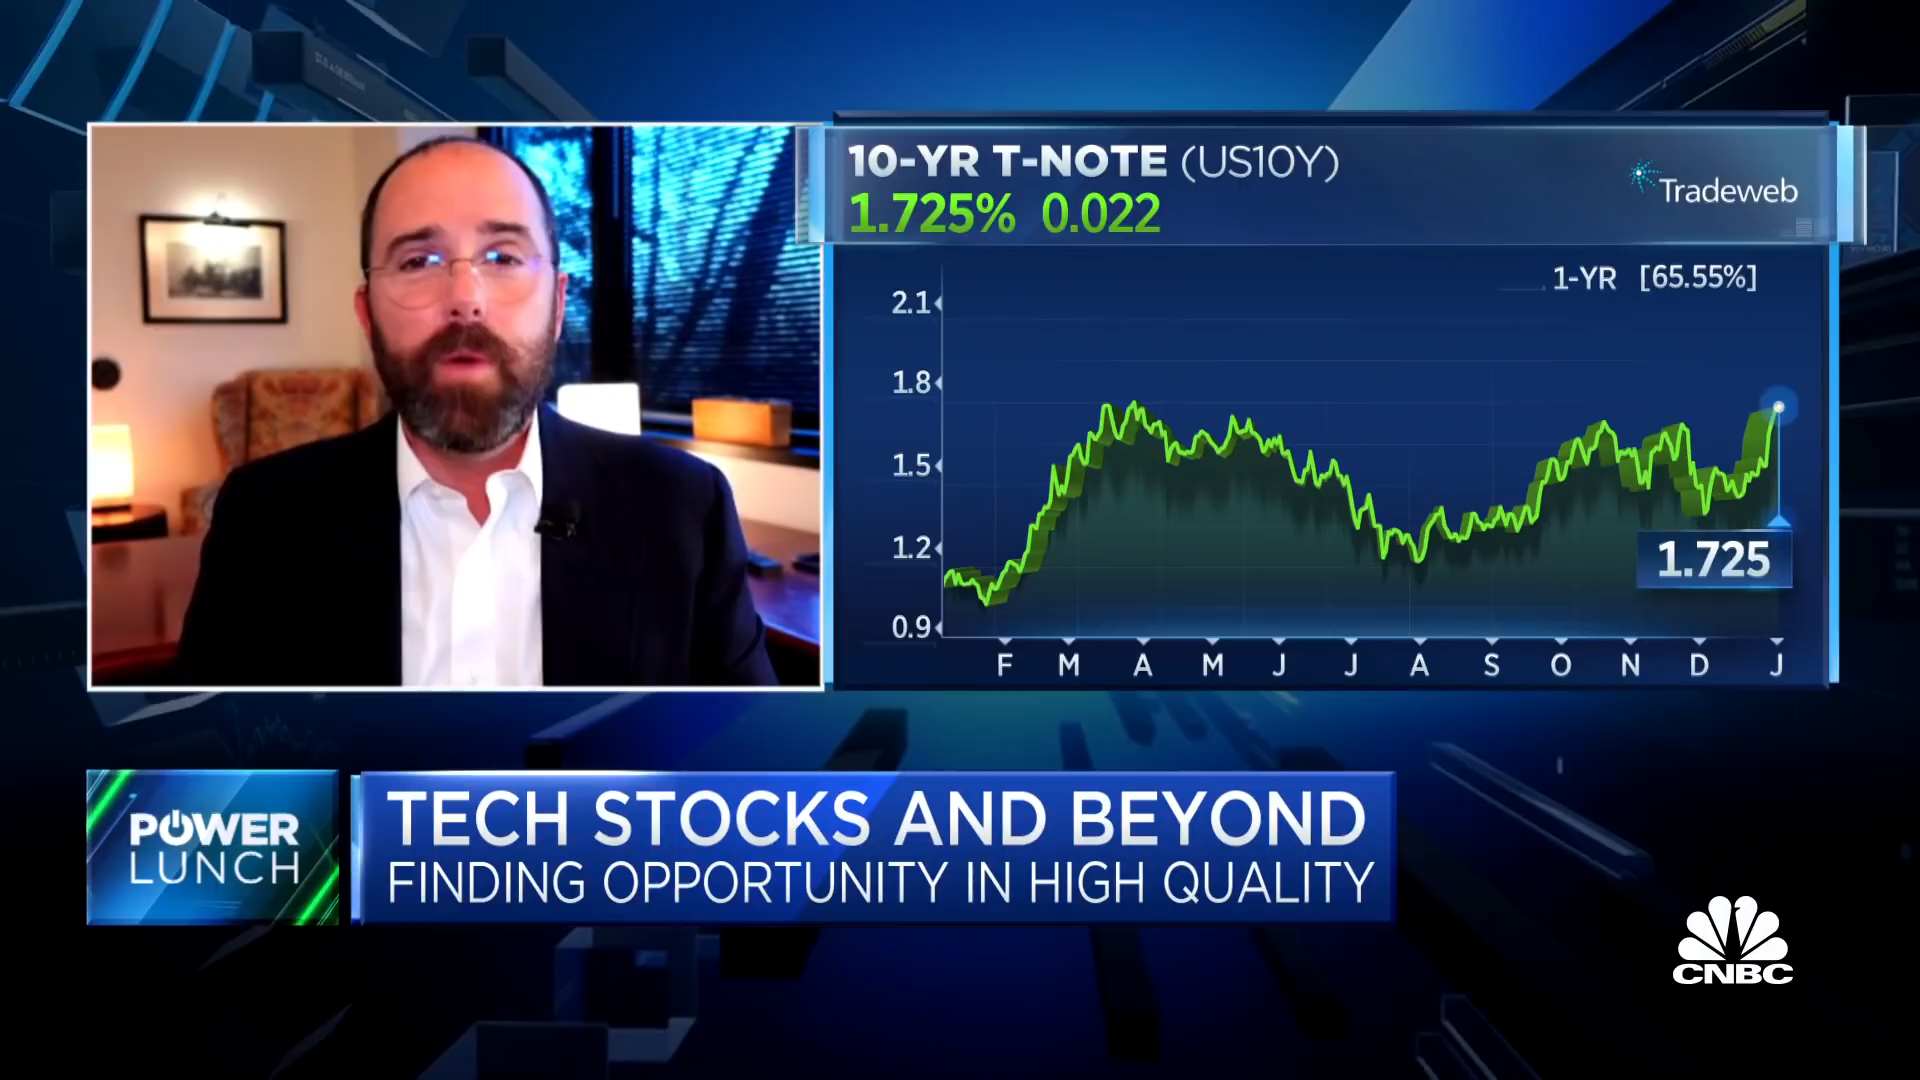 10-YR T-NOTE (US10Y)
1.725% 0.022
Tradeweb
1-YR [65.55%]
2.1
1.8
1.5
1.2
0.9
1.725
F M A M J J A S O N D J
POWER
LUNCH
TECH STOCKS AND BEYOND
FINDING OPPORTUNITY IN HIGH QUALITY
CNBC